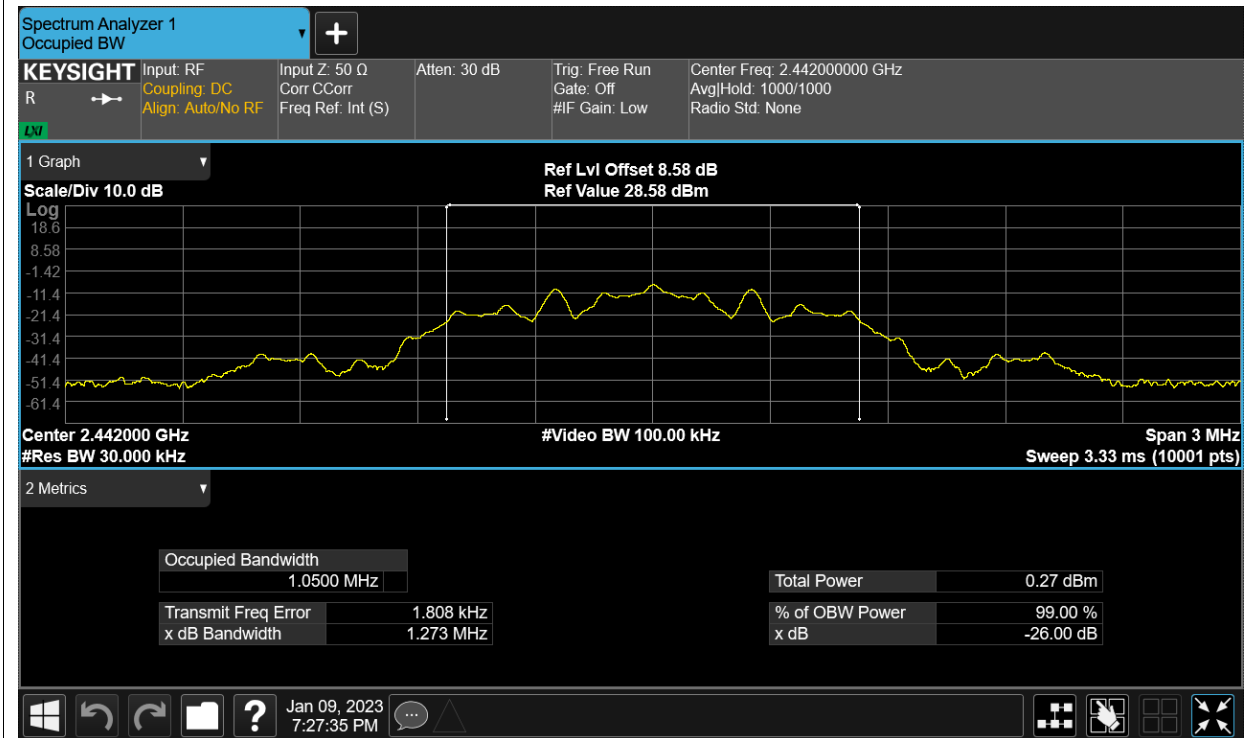 Spectrum Analyzer 1
Occupied BW
KEYSIGHT
R
LXI
Input: RF
Coupling: DC
Align: Auto/No RF
Input Z: 50 Ω
Corr CCorr
Freq Ref: Int (S)
Atten: 30 dB
Trig: Free Run
Gate: Off
#IF Gain: Low
Center Freq: 2.442000000 GHz
Avg|Hold: 1000/1000
Radio Std: None
1 Graph
Scale/Div 10.0 dB
Ref Lvl Offset 8.58 dB
Ref Value 28.58 dBm
Log
18.6
8.58
-1.42
-11.4
-21.4
-31.4
-41.4
-51.4
-61.4
Center 2.442000 GHz
#Res BW 30.000 kHz
#Video BW 100.00 kHz
Span 3 MHz
Sweep 3.33 ms (10001 pts)
2 Metrics
Occupied Bandwidth
1.0500 MHz
Transmit Freq Error 1.808 kHz
x dB Bandwidth 1.273 MHz
Total Power 0.27 dBm
% of OBW Power 99.00 %
x dB -26.00 dB
?
Jan 09, 2023
7:27:35 PM